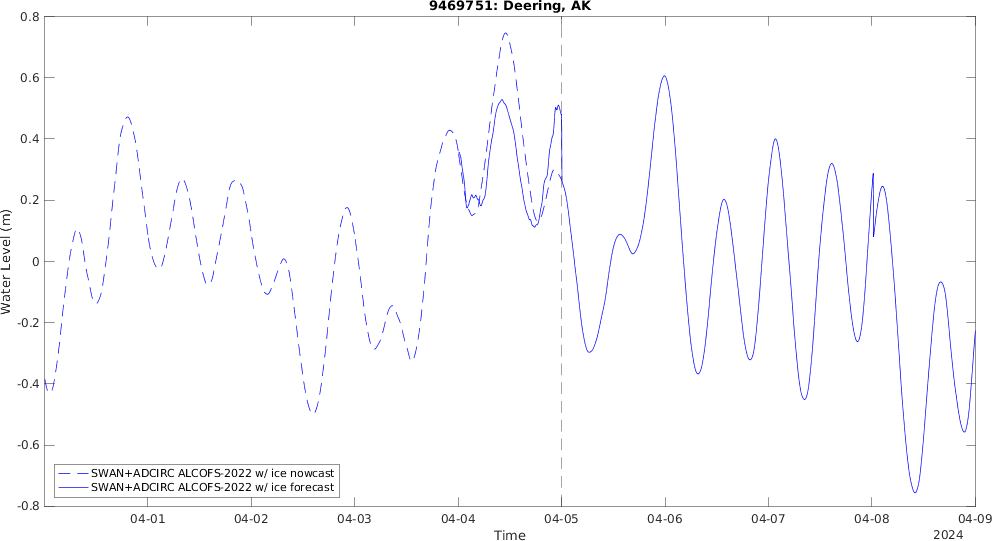 9469751: Deering, AK
0.8
0.6
0.4
0.2
0
-0.2
-0.4
-0.6
-0.8
Water Level (m)
SWAN+ADCIRC ALCOFS-2022 w/ ice nowcast
SWAN+ADCIRC ALCOFS-2022 w/ ice forecast
04-01 04-02 04-03 04-04 04-05 04-06 04-07 04-08 04-09
Time
2024